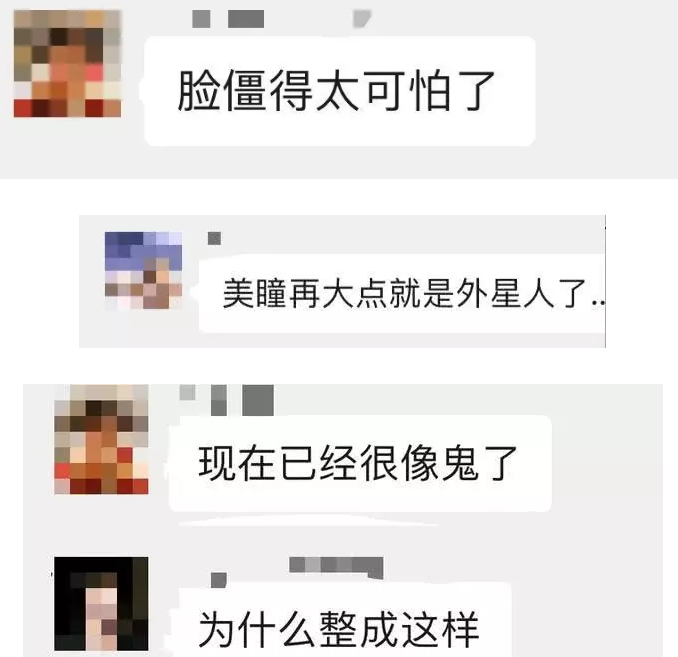 脸僵得太可怕了
美瞳再大点就是外星人了..
现在已经很像鬼了
为什么整成这样